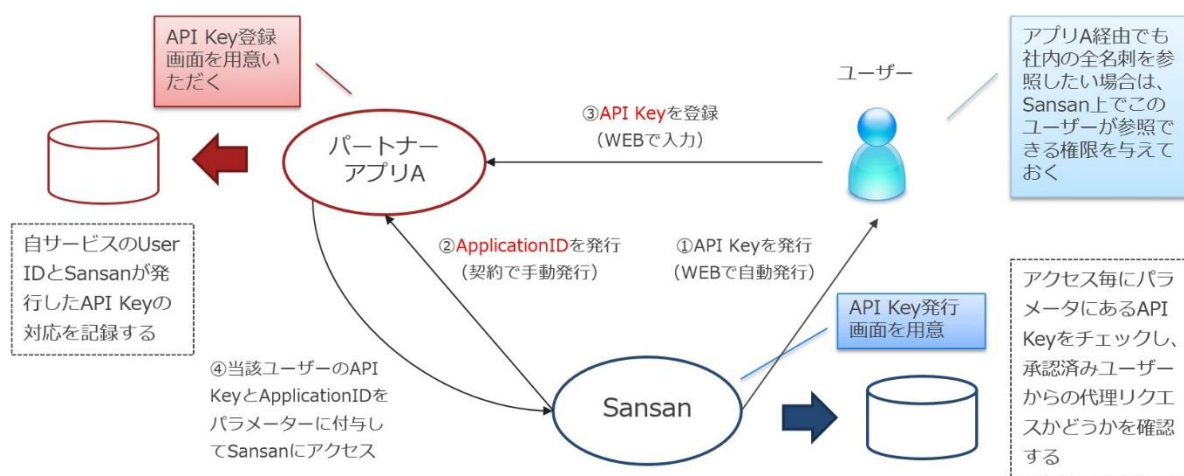 API Key登録
画面を用意い
ただく
ユーザー
アプリA経由でも
社内の全名刺を参
照したい場合は、
Sansan上でこの
ユーザーが参照で
きる権限を与えて
おく
③API Keyを登録
(WEBで入力)
パートナー
アプリA
自サービスのUser
IDとSansanが発
行したAPI Keyの
対応を記録する
②ApplicationIDを発行
(契約で手動発行)
①API Keyを発行
(WEBで自動発行)
API Key発行
画面を用意
アクセス毎にパラ
メータにあるAPI
Keyをチェックし、
承認済みユーザー
からの代理リクエ
ストかどうかを確認
する
④当該ユーザーのAPI
KeyとApplicationIDを
パラメーターに付与し
てSansanにアクセス
Sansan